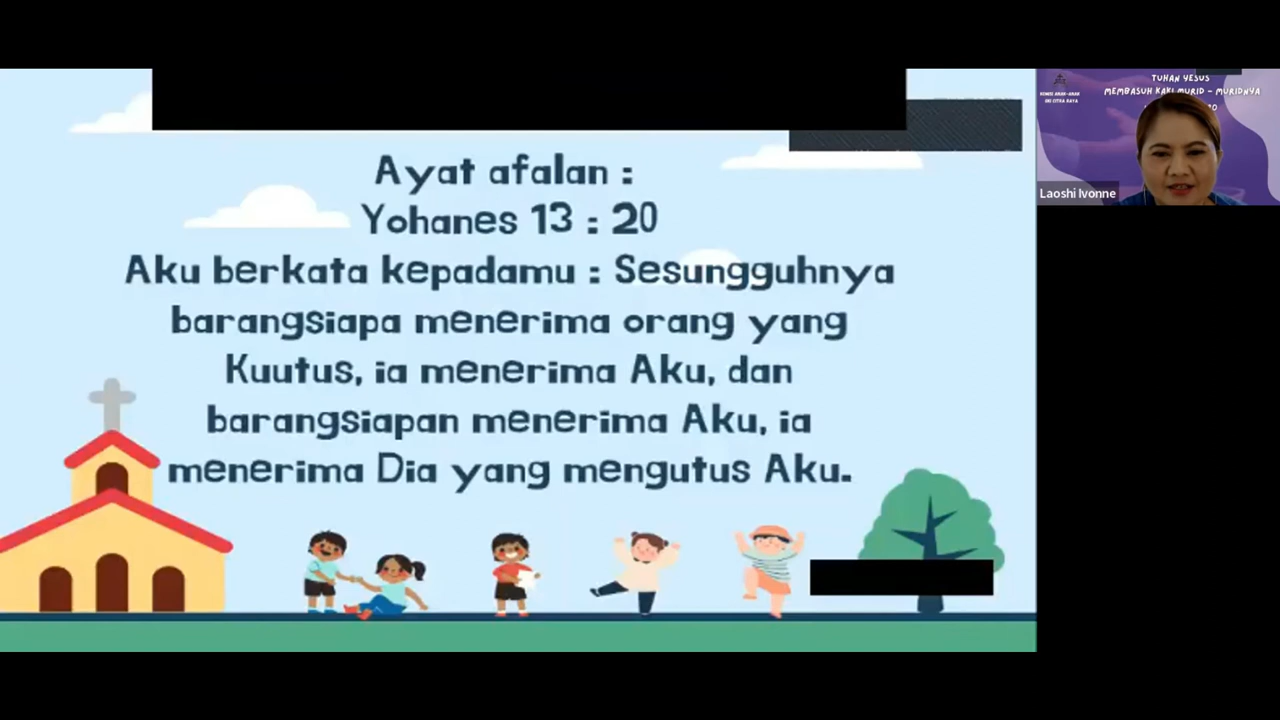 Ayat afalan :
Yohanes 13 : 20
Aku berkata kepadamu : Sesungguhnya
barangsiapa menerima orang yang
Kuutus, ia menerima Aku, dan
barangsiapan menerima Aku, ia
menerima Dia yang mengutus Aku.
TUHAN YESUS
MEMBASUH KAKI MURID - MURIDNYA
Laoshi Ivonne